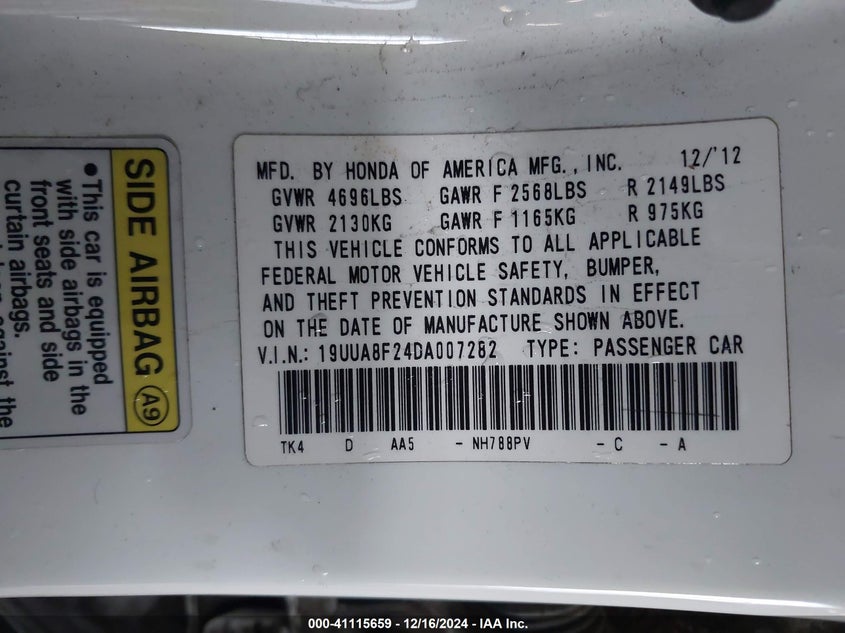 MFD. BY HONDA OF AMERICA MFG., INC. 12/'12
GVWR 4696LBS GAWR F 2568LBS R 2149LBS
GVWR 2130KG GAWR F 1165KG R 975KG
THIS VEHICLE CONFORMS TO ALL APPLICABLE
FEDERAL MOTOR VEHICLE SAFETY, BUMPER,
AND THEFT PREVENTION STANDARDS IN EFFECT
ON THE DATE OF MANUFACTURE SHOWN ABOVE.
V.I.N.: 19UUA8F24DA007282 TYPE: PASSENGER CAR
TK4 D AA5 - NH788PV - C - A
SIDE AIRBAG A9
•This car is equipped
with side airbags in the
front seats and side
curtain airbags.
against the
000-41115659 - 12/16/2024 - IAA Inc.